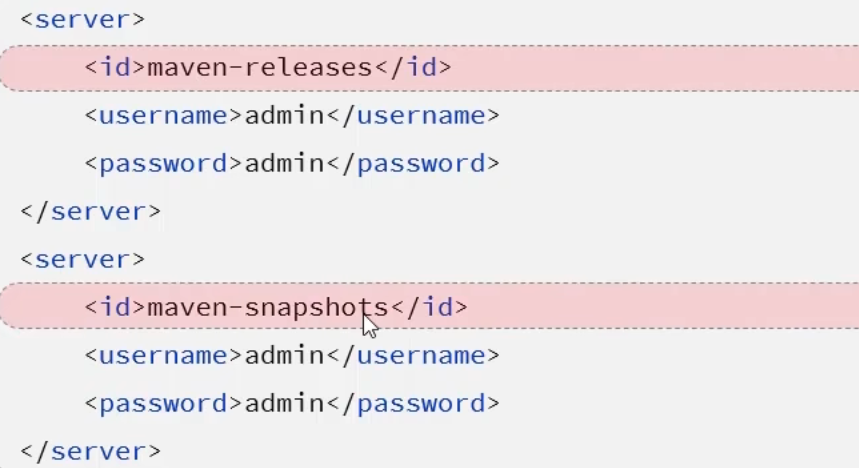 <server>
<id>maven-releases</id>
<username>admin</username>
<password>admin</password>
</server>
<server>
<id>maven-snapshots</id>
<username>admin</username>
<password>admin</password>
</server>